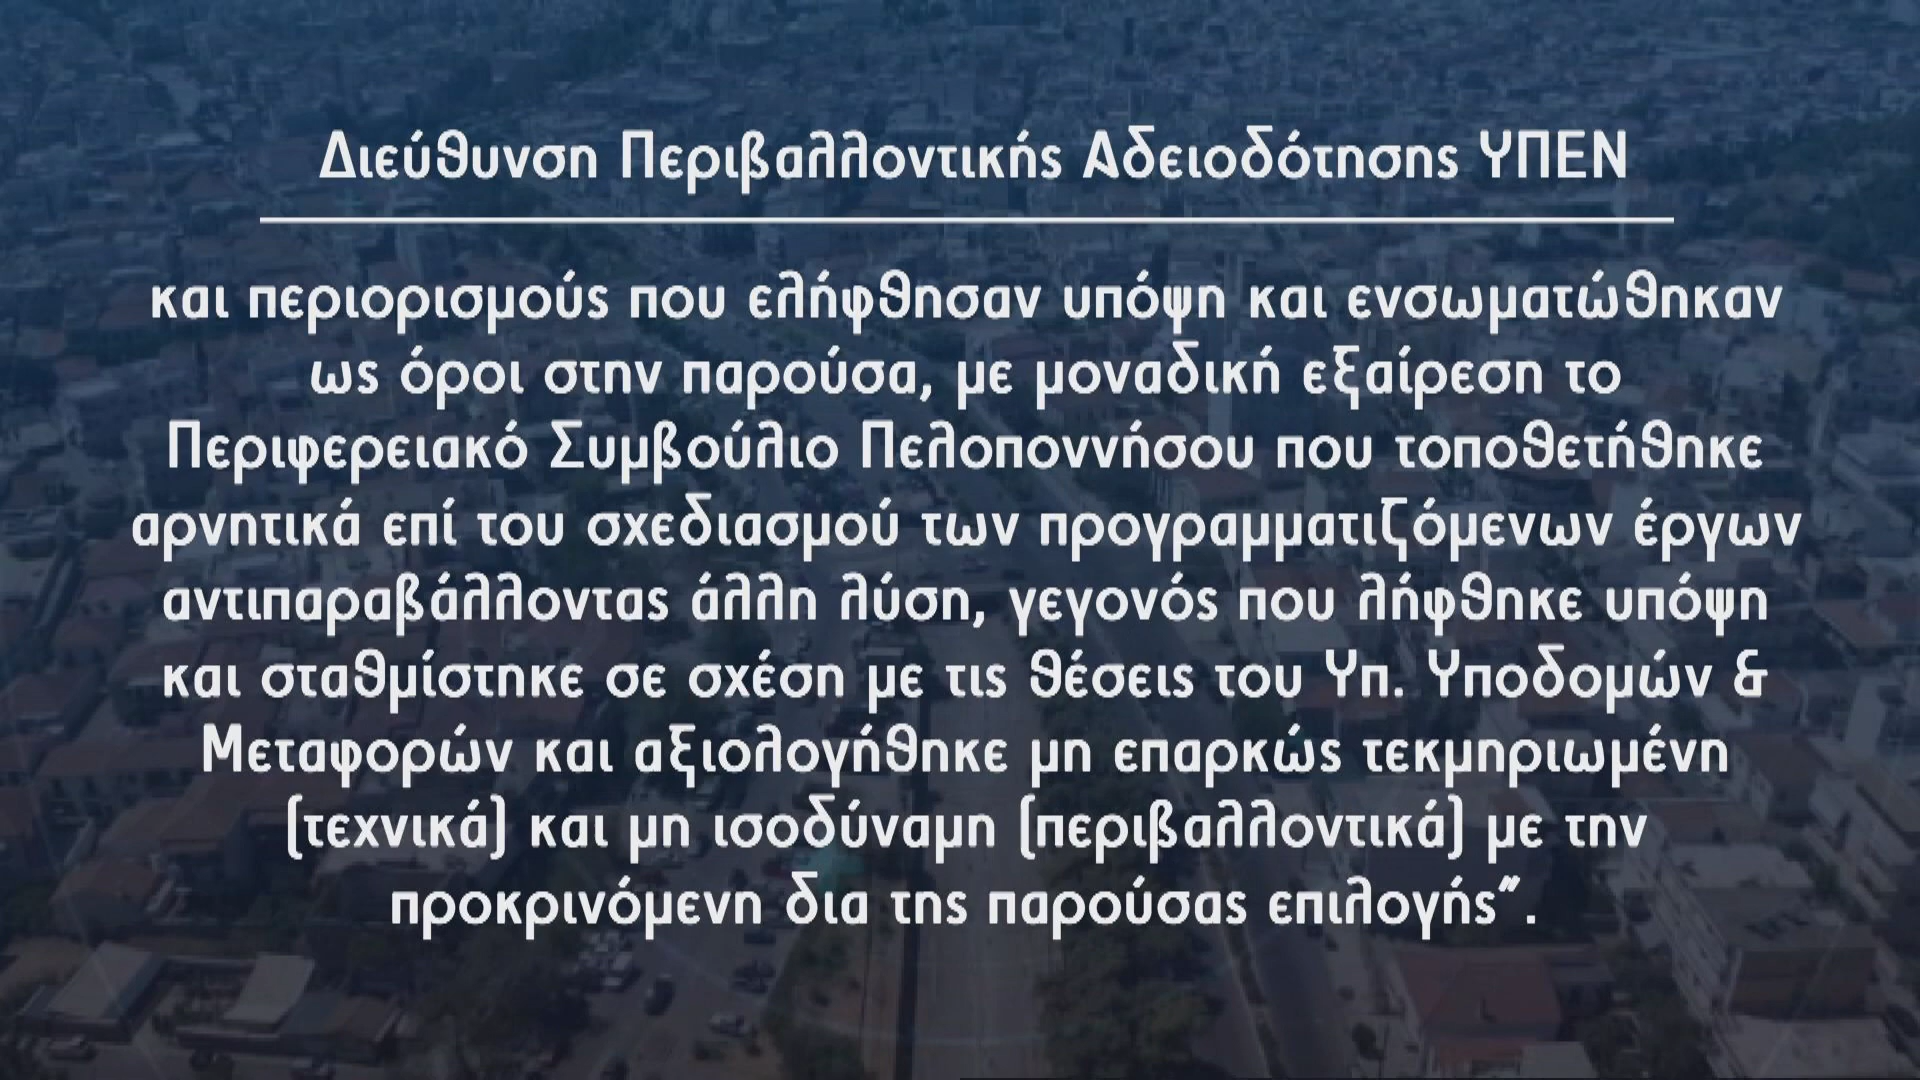 Διεύθυνση Περιβαλλοντικής Αδειοδότησης ΥΠΕΝ
και περιορισμούς που ελήφθησαν υπόψη και ενσωματώθηκαν
ως όροι στην παρούσα, με μοναδική εξαίρεση το
Περιφερειακό Συμβούλιο Πελοποννήσου που τοποθετήθηκε
αρνητικά επί του σχεδιασμού των προγραμματιζόμενων έργων
αντιπαραβάλλοντας άλλη λύση, γεγονός που λήφθηκε υπόψη
και σταθμίστηκε σε σχέση με τις θέσεις του Υπ. Υποδομών &
Μεταφορών και αξιολογήθηκε μη επαρκώς τεκμηριωμένη
(τεχνικά) και μη ισοδύναμη (περιβαλλοντικά) με την
προκρινόμενη δια της παρούσας επιλογής”.